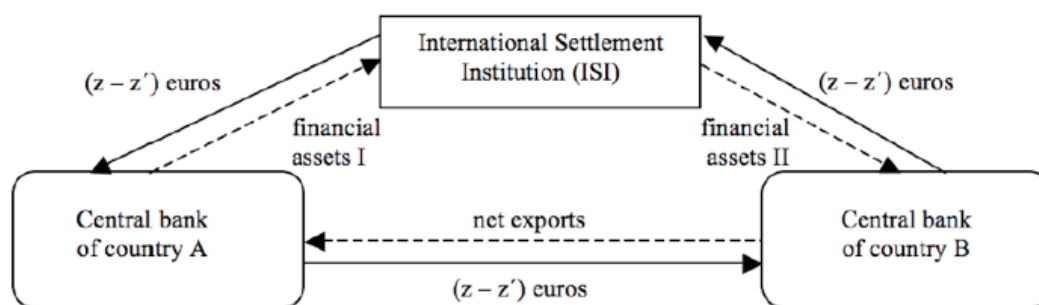 International Settlement
Institution (ISI)
(z – z´) euros
(z – z´) euros
financial
assets I
financial
assets II
Central bank
of country A
net exports
Central bank
of country B
(z – z´) euros